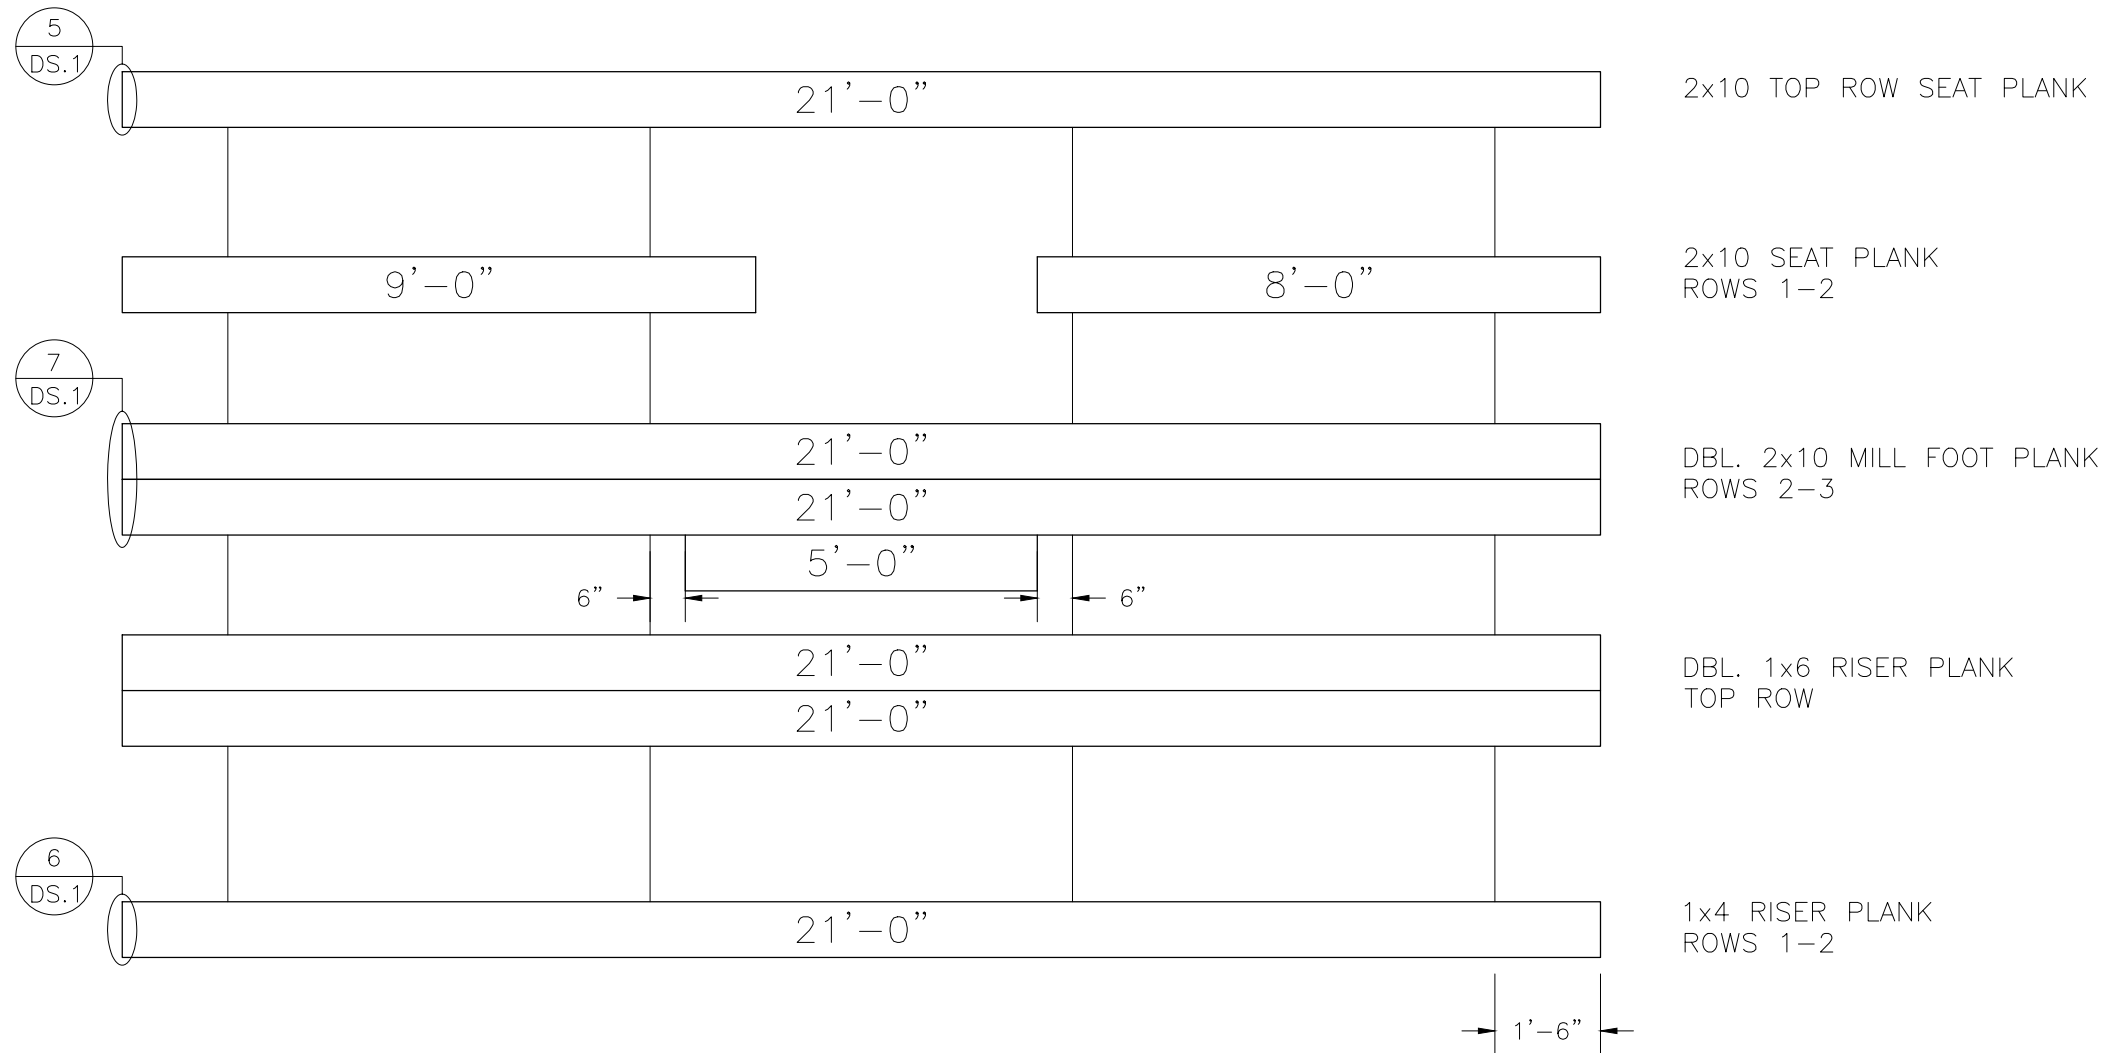 5
DS.1
21'-0"
2x10 TOP ROW SEAT PLANK
9'-0"
8'-0"
2x10 SEAT PLANK
ROWS 1-2
7
DS.1
21'-0"
21'-0"
DBL. 2x10 MILL FOOT PLANK
ROWS 2-3
5'-0"
6"
6"
21'-0"
21'-0"
DBL. 1x6 RISER PLANK
TOP ROW
6
DS.1
21'-0"
1x4 RISER PLANK
ROWS 1-2
1'-6"